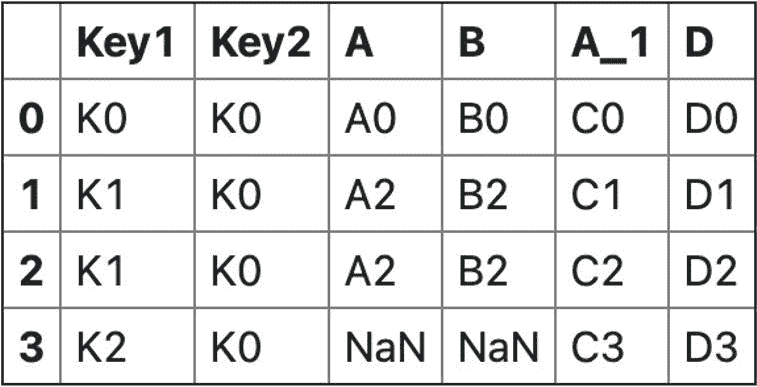 Key1 Key2 A B A_1 D
0 K0 K0 A0 B0 C0 D0
1 K1 K0 A2 B2 C1 D1
2 K1 K0 A2 B2 C2 D2
3 K2 K0 NaN NaN C3 D3